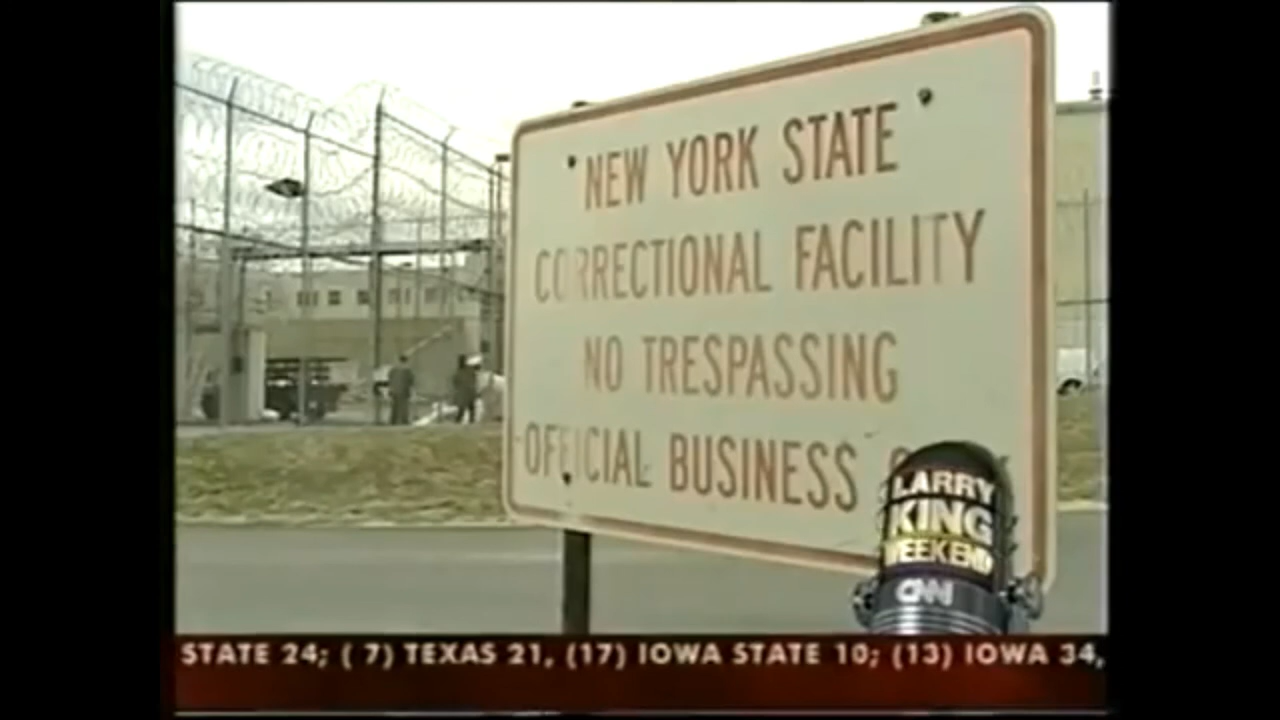 NEW YORK STATE
CORRECTIONAL FACILITY
NO TRESPASSING
OFFICIAL BUSINESS
LARRY
KING
WEEKEND
CNN
STATE 24; ( 7) TEXAS 21, (17) IOWA STATE 10; (13) IOWA 34,